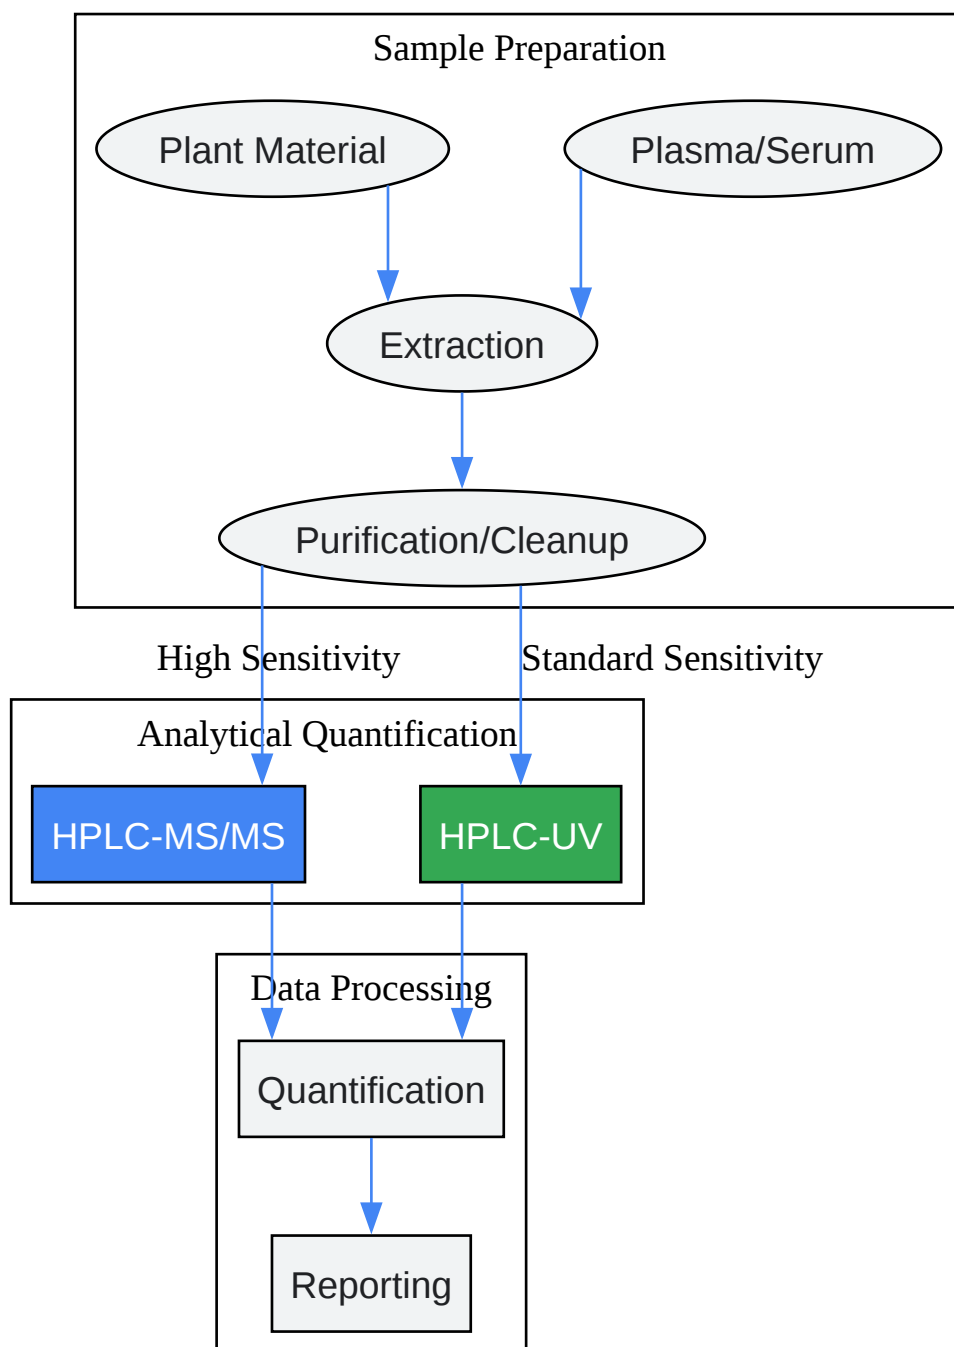 Sample Preparation
Plant Material
Plasma/Serum
Extraction
Purification/Cleanup
High Sensitivity
Standard Sensitivity
Analytical Quantification
HPLC-MS/MS
HPLC-UV
Data Processing
Quantification
Reporting